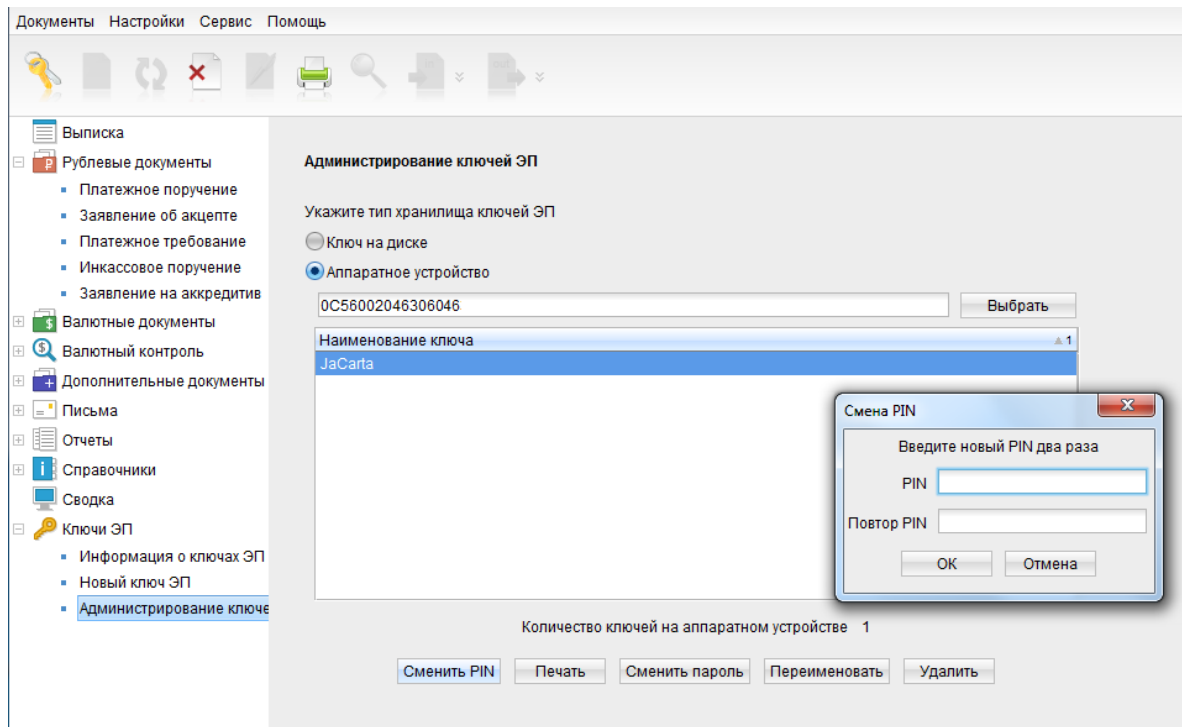 Документы Настройки Сервис Помощь
Выписка
Рублевые документы
Платежное поручение
Заявление об акцепте
Платежное требование
Инкассовое поручение
Заявление на аккредитив
Валютные документы
Валютный контроль
Дополнительные документы
Письма
Отчеты
Справочники
Сводка
Ключи ЭП
Информация о ключах ЭП
Новый ключ ЭП
Администрирование ключе
Администрирование ключей ЭП
Укажите тип хранилища ключей ЭП
Ключ на диске
Аппаратное устройство
0C56002046306046 Выбрать
Наименование ключа 1
JaCarta
Смена PIN
Введите новый PIN два раза
PIN
Повтор PIN
ОК Отмена
Количество ключей на аппаратном устройстве 1
Сменить PIN Печать Сменить пароль Переименовать Удалить